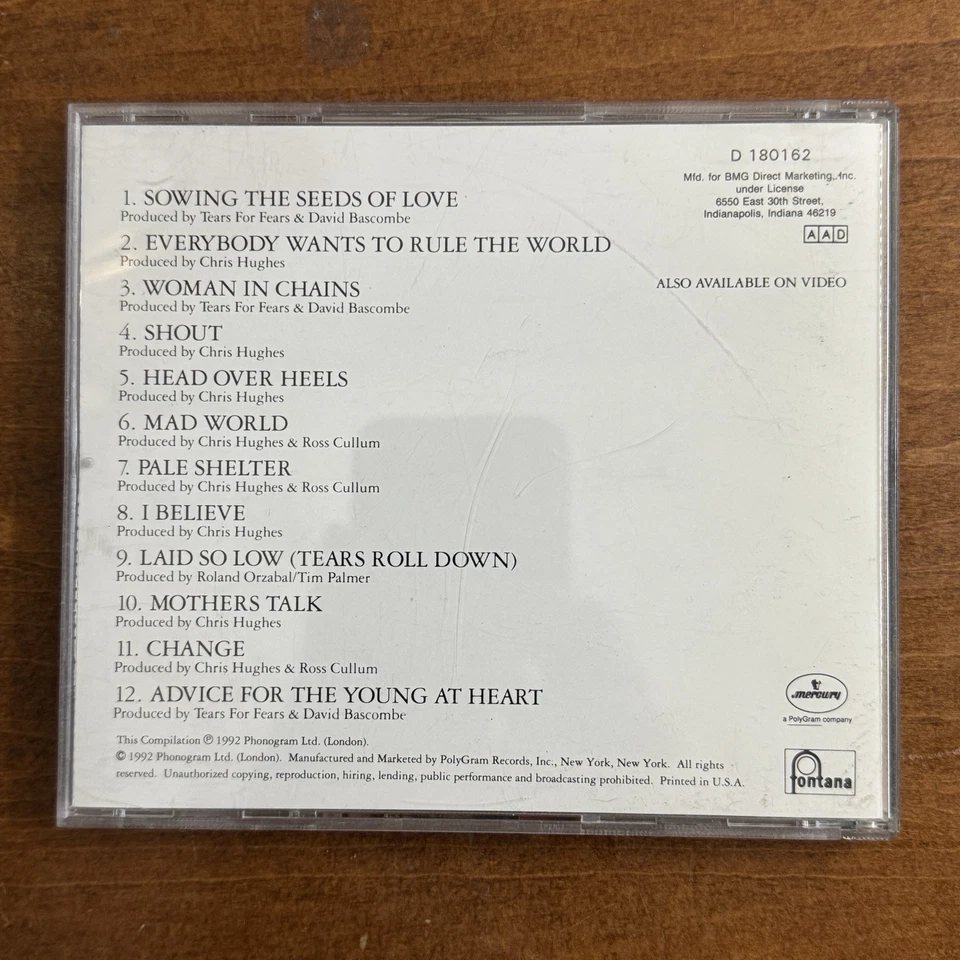 D 180162
Mfd. for BMG Direct Marketing, Inc.
under License
6550 East 30th Street,
Indianapolis, Indiana 46219
AAD
ALSO AVAILABLE ON VIDEO
1. SOWING THE SEEDS OF LOVE
Produced by Tears For Fears & David Bascombe
2. EVERYBODY WANTS TO RULE THE WORLD
Produced by Chris Hughes
3. WOMAN IN CHAINS
Produced by Tears For Fears & David Bascombe
4. SHOUT
Produced by Chris Hughes
5. HEAD OVER HEELS
Produced by Chris Hughes
6. MAD WORLD
Produced by Chris Hughes & Ross Cullum
7. PALE SHELTER
Produced by Chris Hughes & Ross Cullum
8. I BELIEVE
Produced by Chris Hughes
9. LAID SO LOW (TEARS ROLL DOWN)
Produced by Roland Orzabal/Tim Palmer
10. MOTHERS TALK
Produced by Chris Hughes
11. CHANGE
Produced by Chris Hughes & Ross Cullum
12. ADVICE FOR THE YOUNG AT HEART
Produced by Tears For Fears & David Bascombe
This Compilation ℗ 1992 Phonogram Ltd. (London).
© 1992 Phonogram Ltd. (London). Manufactured and Marketed by PolyGram Records, Inc., New York, New York. All rights
reserved. Unauthorized copying, reproduction, hiring, lending, public performance and broadcasting prohibited. Printed in U.S.A.
mercury
a PolyGram company
fontana